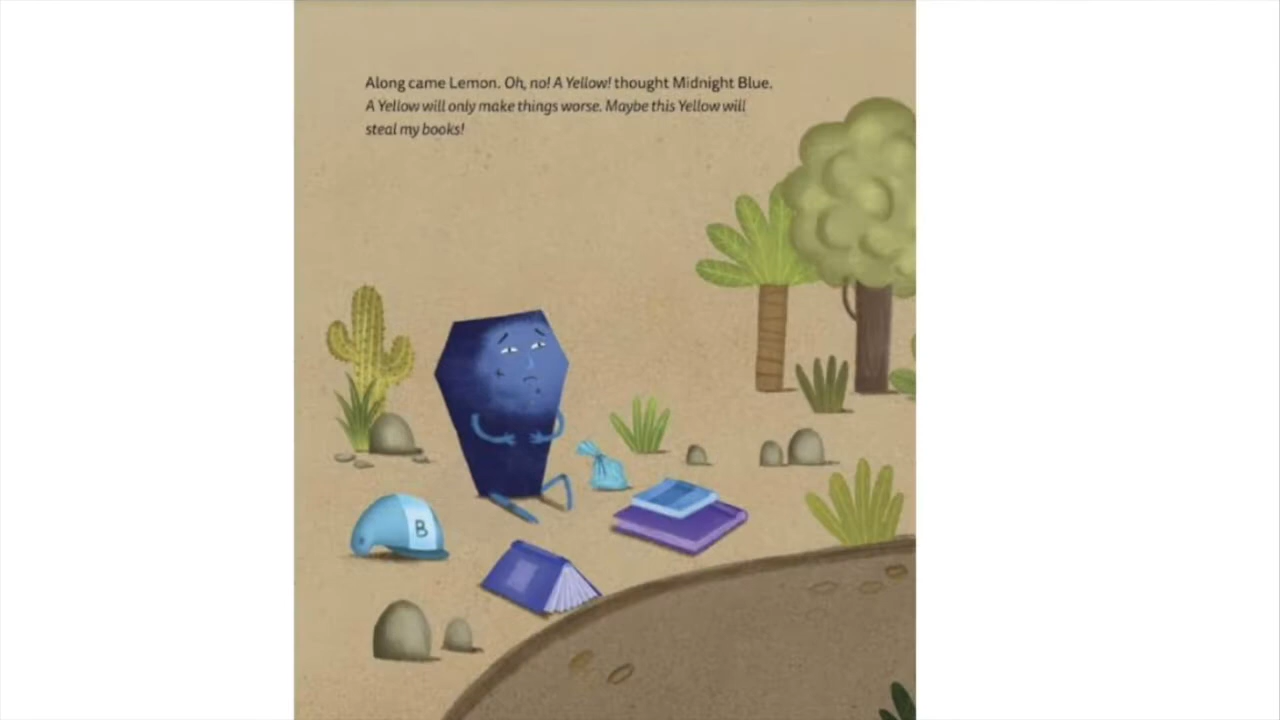 Along came Lemon. Oh, no! A Yellow! thought Midnight Blue.
A Yellow will only make things worse. Maybe this Yellow will
steal my books!
B